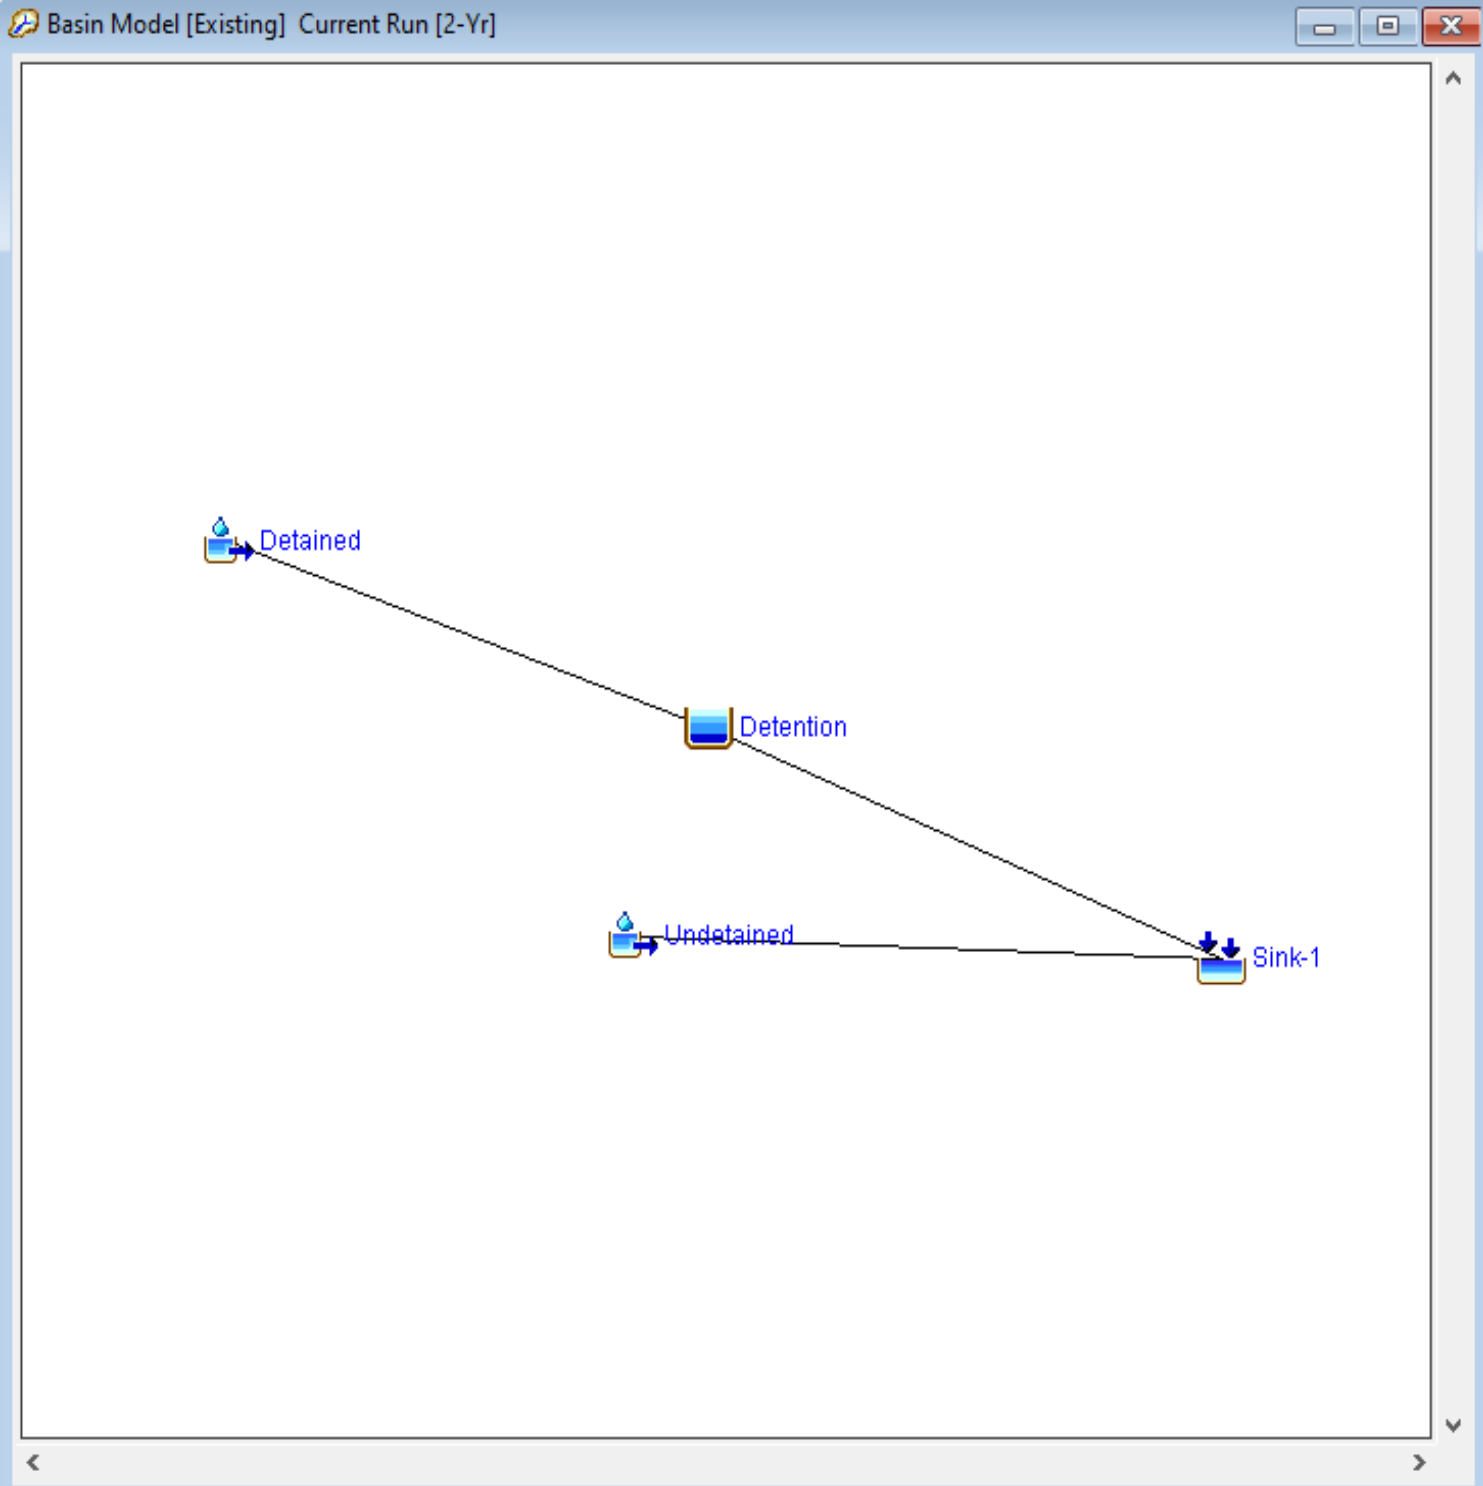 Basin Model [Existing]  Current Run [2-Yr]
Detained
Detention
Undetained
Sink-1